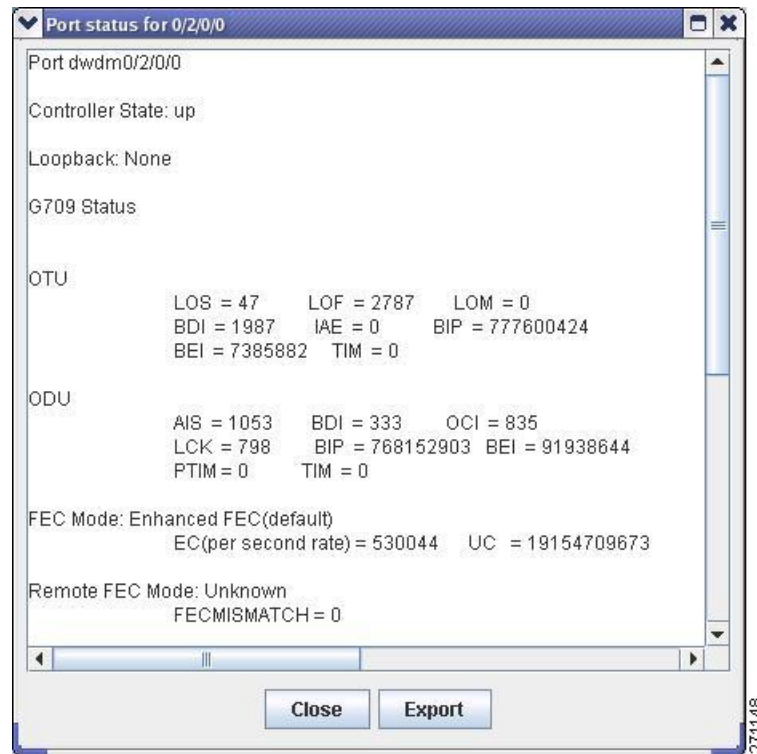 Port status for 0/2/0/0
Port dwdm0/2/0/0
Controller State: up
Loopback: None
G709 Status
OTU
LOS = 47 LOF = 2787 LOM = 0
BDI = 1987 IAE = 0 BIP = 777600424
BEI = 7385882 TIM = 0
ODU
AIS = 1053 BDI = 333 OCI = 835
LCK = 798 BIP = 768152903 BEI = 91938644
PTIM = 0 TIM = 0
FEC Mode: Enhanced FEC(default)
EC(per second rate) = 530044 UC = 19154709673
Remote FEC Mode: Unknown
FECMISMATCH = 0
Close Export
271148